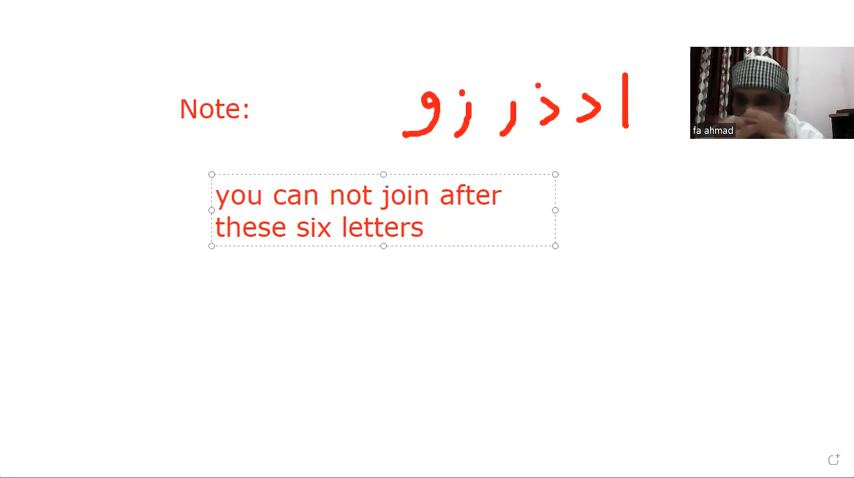 Note: ا د ذ ر ز و
fa ahmad
you can not join after
these six letters